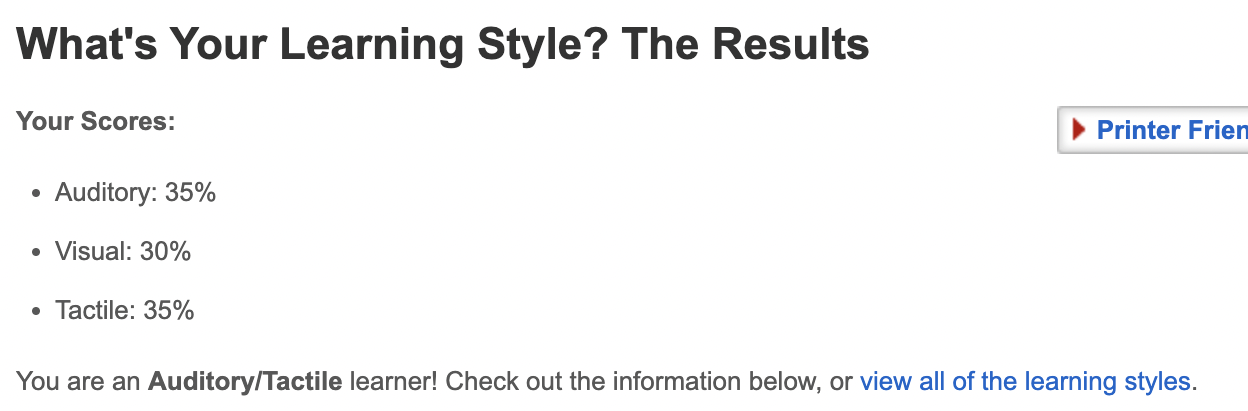 What's Your Learning Style? The Results
Your Scores:
Printer Frien
• Auditory: 35%
• Visual: 30%
• Tactile: 35%
You are an Auditory/Tactile learner! Check out the information below, or view all of the learning styles.